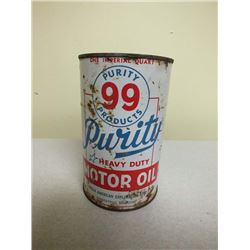 ONE IMPERIAL QUART
PURITY
99
PRODUCTS
Purity
HEAVY DUTY
MOTOR OIL